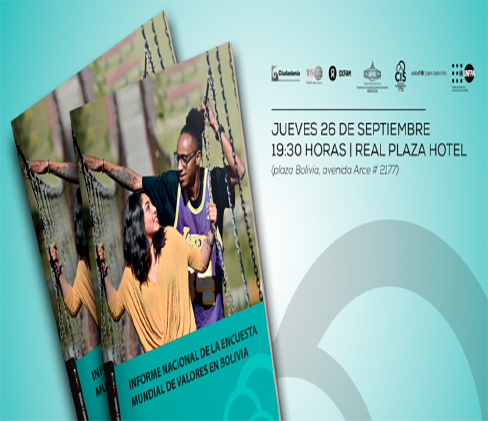 Ciudadanía
OXFAM
unicef | para cada niño
UNFPA
JUEVES 26 DE SEPTIEMBRE
19:30 HORAS | REAL PLAZA HOTEL
(plaza Bolivia, avenida Arce # 2177)
INFORME NACIONAL DE LA ENCUESTA
MUNDIAL DE VALORES EN BOLIVIA